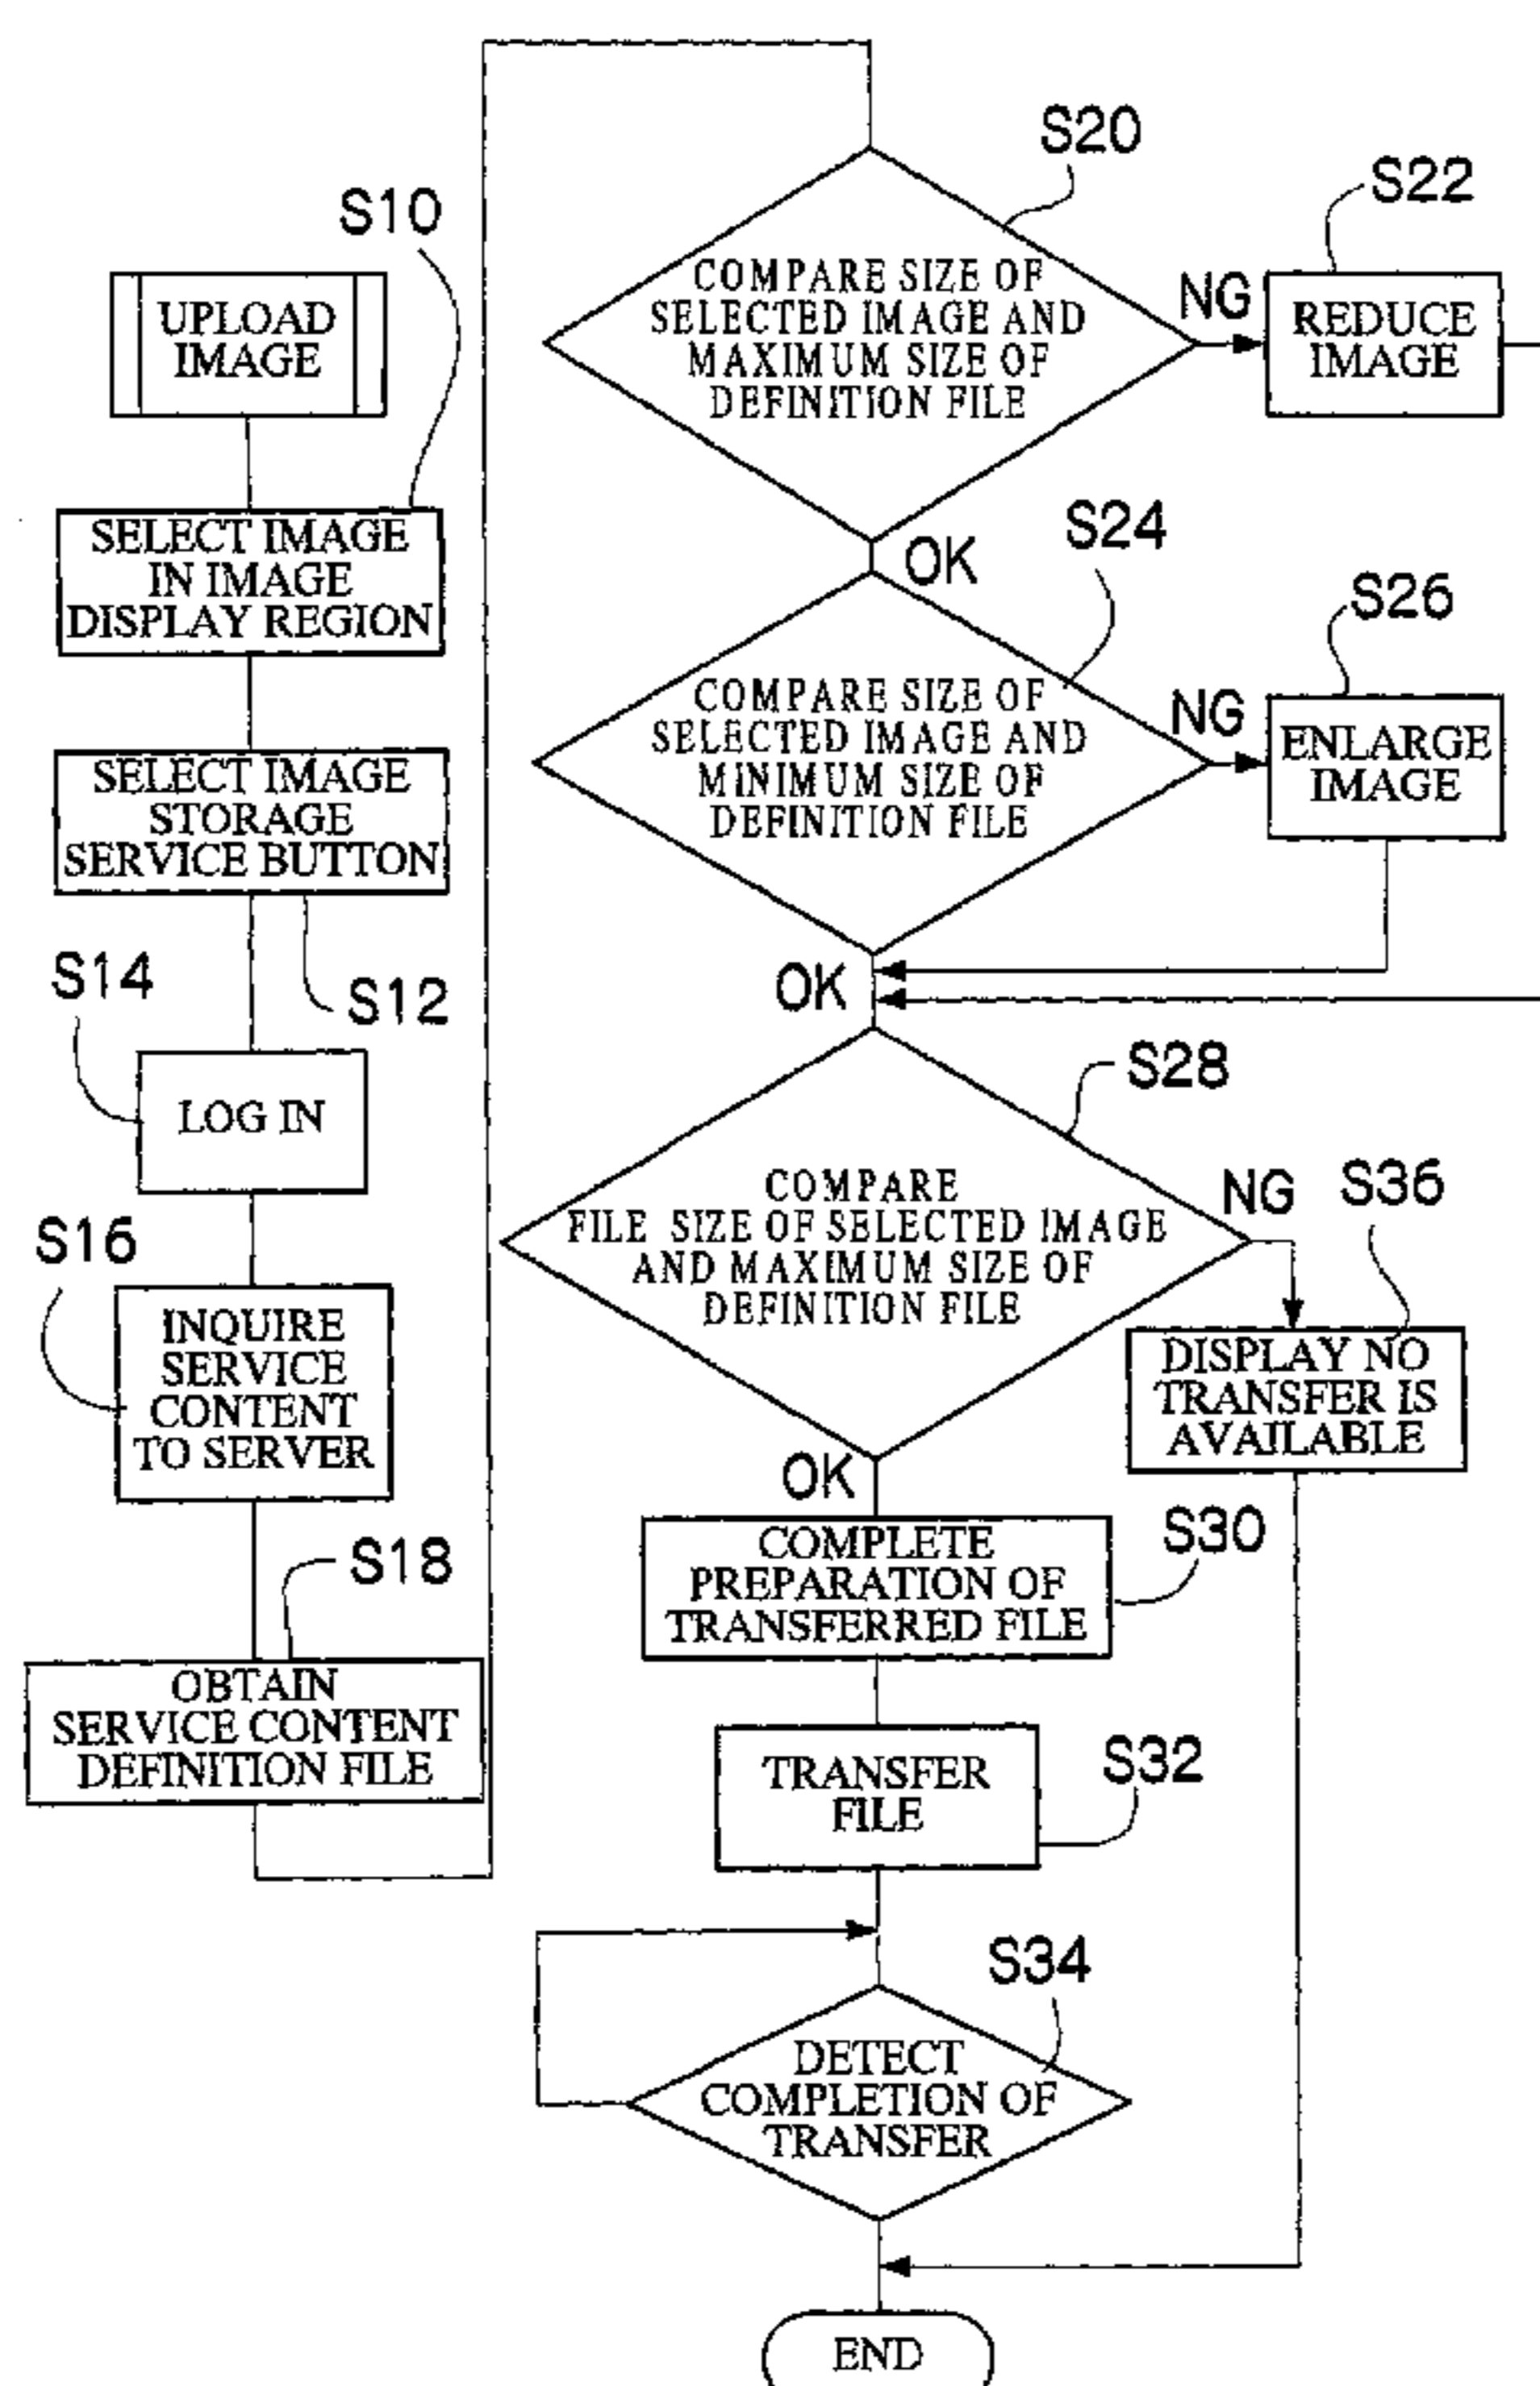 S10
UPLOAD
IMAGE
SELECT IMAGE
IN IMAGE
DISPLAY REGION
SELECT IMAGE
STORAGE
SERVICE BUTTON
S12
S14
LOG IN
S16
INQUIRE
SERVICE
CONTENT
TO SERVER
S18
OBTAIN
SERVICE CONTENT
DEFINITION FILE
S20
COMPARE SIZE OF
SELECTED IMAGE AND
MAXIMUM SIZE OF
DEFINITION FILE
NG
S22
REDUCE
IMAGE
OK
S24
COMPARE SIZE OF
SELECTED IMAGE AND
MINIMUM SIZE OF
DEFINITION FILE
NG
S26
ENLARGE
IMAGE
OK
S28
COMPARE
FILE SIZE OF SELECTED IMAGE
AND MAXIMUM SIZE OF
DEFINITION FILE
NG
S36
DISPLAY NO
TRANSFER IS
AVAILABLE
OK
COMPLETE
PREPARATION OF
TRANSFERRED FILE
S30
TRANSFER
FILE
S32
S34
DETECT
COMPLETION OF
TRANSFER
END